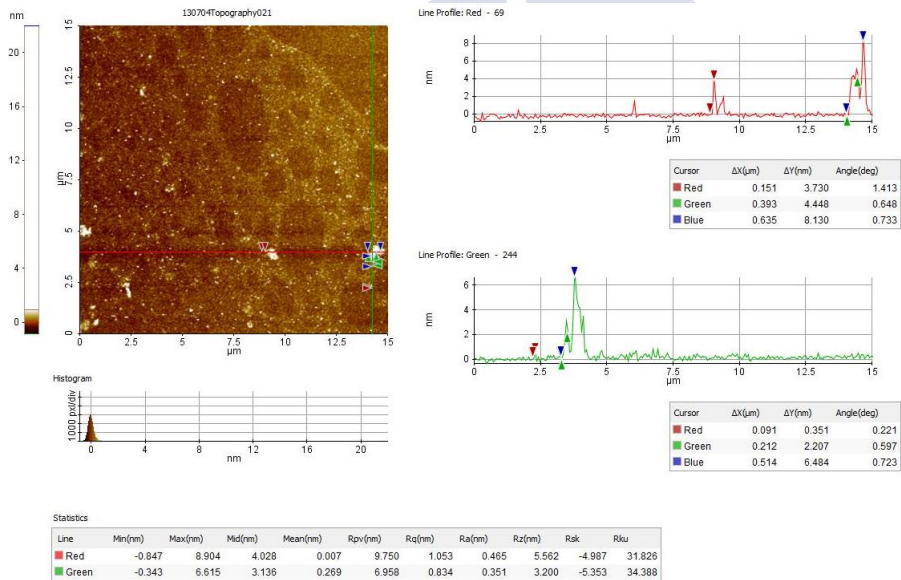 nm
130704Topography021
20
16
12
8
4
0
15
12.5
10
7.5
5
2.5
0
µm
0 2.5 5 7.5 10 12.5 15
µm
Line Profile: Red - 69
nm
8
6
4
2
0
0 2.5 5 7.5 10 12.5 15
µm
Cursor ΔX(µm) ΔY(nm) Angle(deg)
Red 0.151 3.730 1.413
Green 0.393 4.448 0.648
Blue 0.635 8.130 0.733
Line Profile: Green - 244
nm
6
4
2
0
0 2.5 5 7.5 10 12.5 15
µm
Cursor ΔX(µm) ΔY(nm) Angle(deg)
Red 0.091 0.351 0.221
Green 0.212 2.207 0.597
Blue 0.514 6.484 0.723
Histogram
1000 pxl/div
0 4 8 12 16 20
nm
Statistics
Line Min(nm) Max(nm) Mid(nm) Mean(nm) Rpv(nm) Rq(nm) Ra(nm) Rz(nm) Rsk Rku
Red -0.847 8.904 4.028 0.007 9.750 1.053 0.465 5.562 -4.987 31.826
Green -0.343 6.615 3.136 0.269 6.958 0.834 0.351 3.200 -5.353 34.388